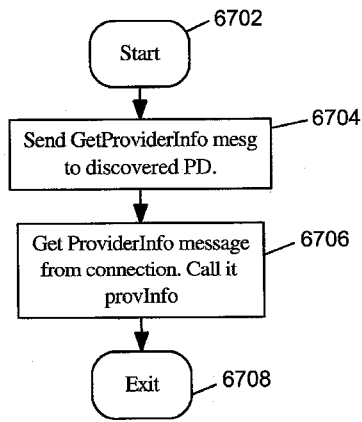 6702
Start
6704
Send GetProviderInfo mesg
to discovered PD.
6706
Get ProviderInfo message
from connection. Call it
provInfo
Exit
6708